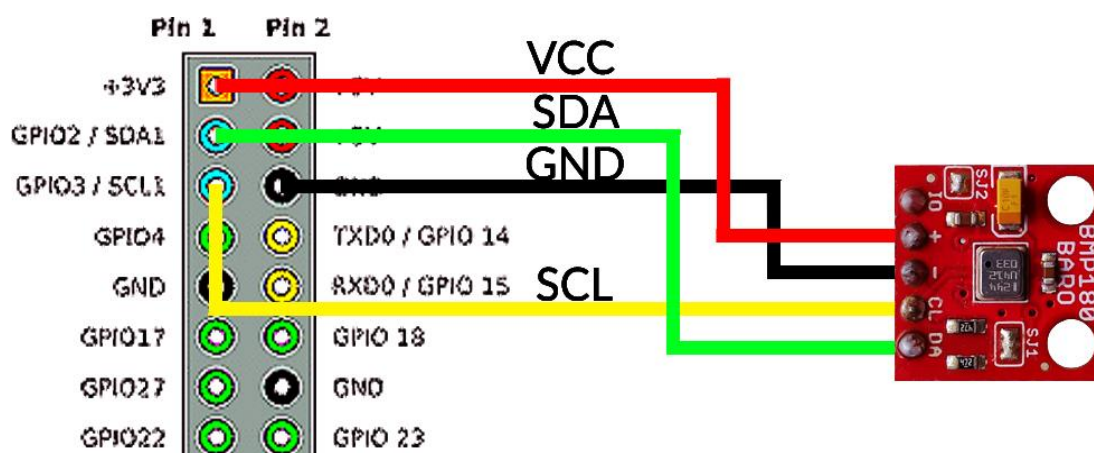 Pin 1 Pin 2
VCC
+3V3
SDA
GPIO2 / SDA1
GND
GPIO3 / SCL1
GPIO4 TXD0 / GPIO 14
GND RXD0 / GPIO 15
SCL
GPIO17 GPIO 18
GPIO27 GND
GPIO22 GPIO 23
IO
+
-
CL
DA
SJ2
SJ1
BMP180
BARO